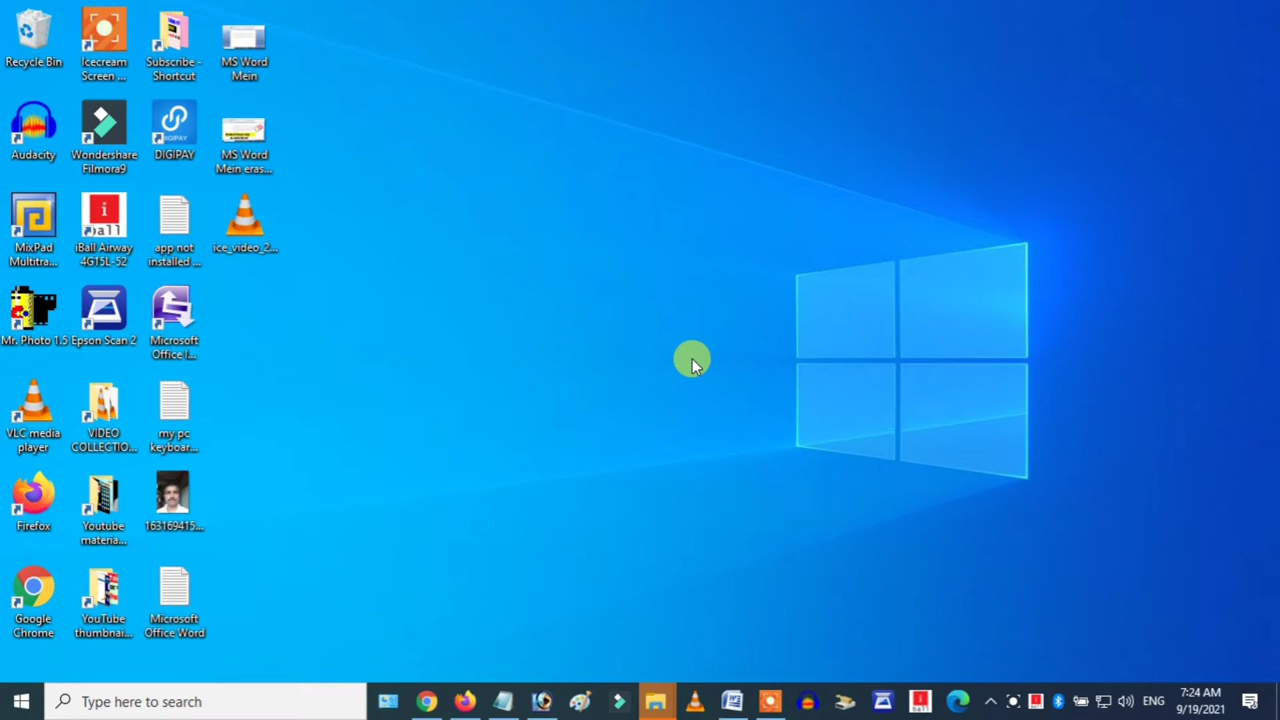 Recycle Bin
Icecream
Screen ...
Subscribe -
Shortcut
MS Word
Mein
Audacity
Wondershare
Filmora9
DIGIPAY
DIGIPAY
MS Word
Mein eras...
MixPad
Multitra...
i
ball
iBall Airway
4G15L-52
app not
installed ...
ice_video_2...
Mr. Photo 1.5
Epson Scan 2
Microsoft
Office I...
VLC media
player
VIDEO
COLLECTIO...
my pc
keyboar...
Firefox
Youtube
materia...
163169415...
Google
Chrome
YouTube
thumbnai...
Microsoft
Office Word
Type here to search
ENG
7:24 AM
9/19/2021